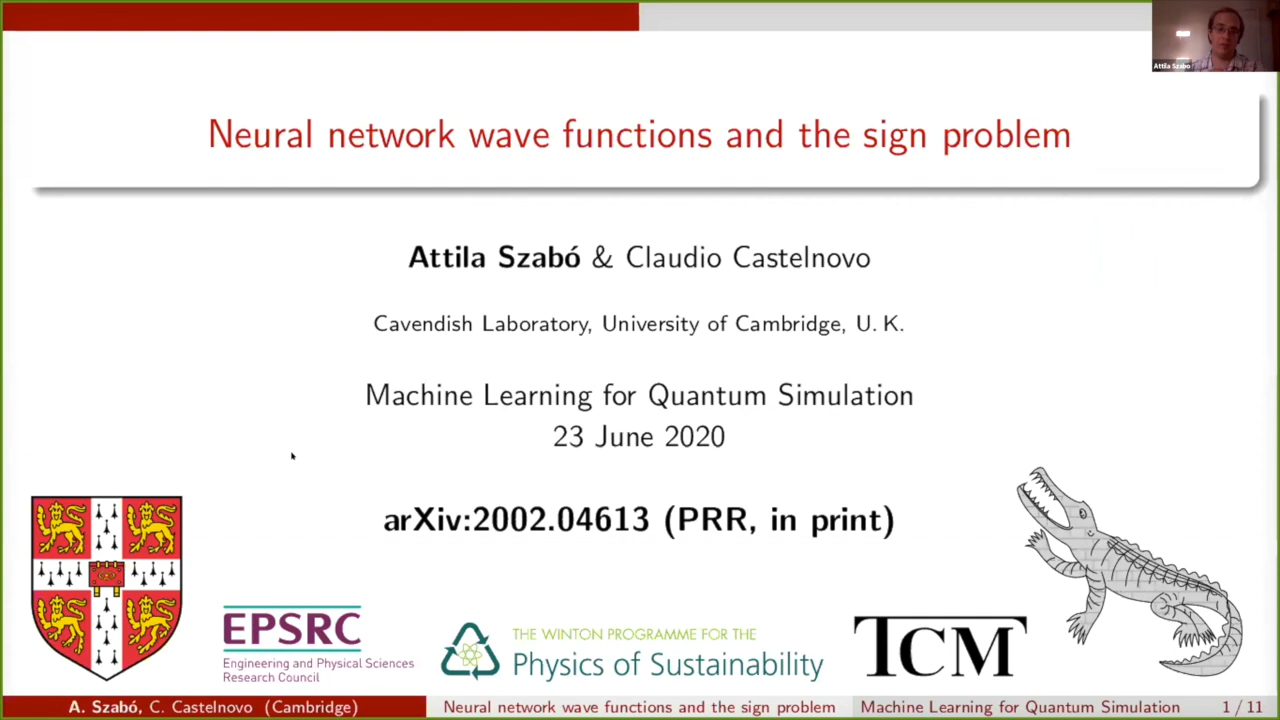 Attila Szabó
Neural network wave functions and the sign problem
Attila Szabó & Claudio Castelnovo
Cavendish Laboratory, University of Cambridge, U. K.
Machine Learning for Quantum Simulation
23 June 2020
arXiv:2002.04613 (PRR, in print)
EPSRC
Engineering and Physical Sciences
Research Council
THE WINTON PROGRAMME FOR THE
Physics of Sustainability
TCM
A. Szabó, C. Castelnovo (Cambridge)
Neural network wave functions and the sign problem
Machine Learning for Quantum Simulation
1 / 11